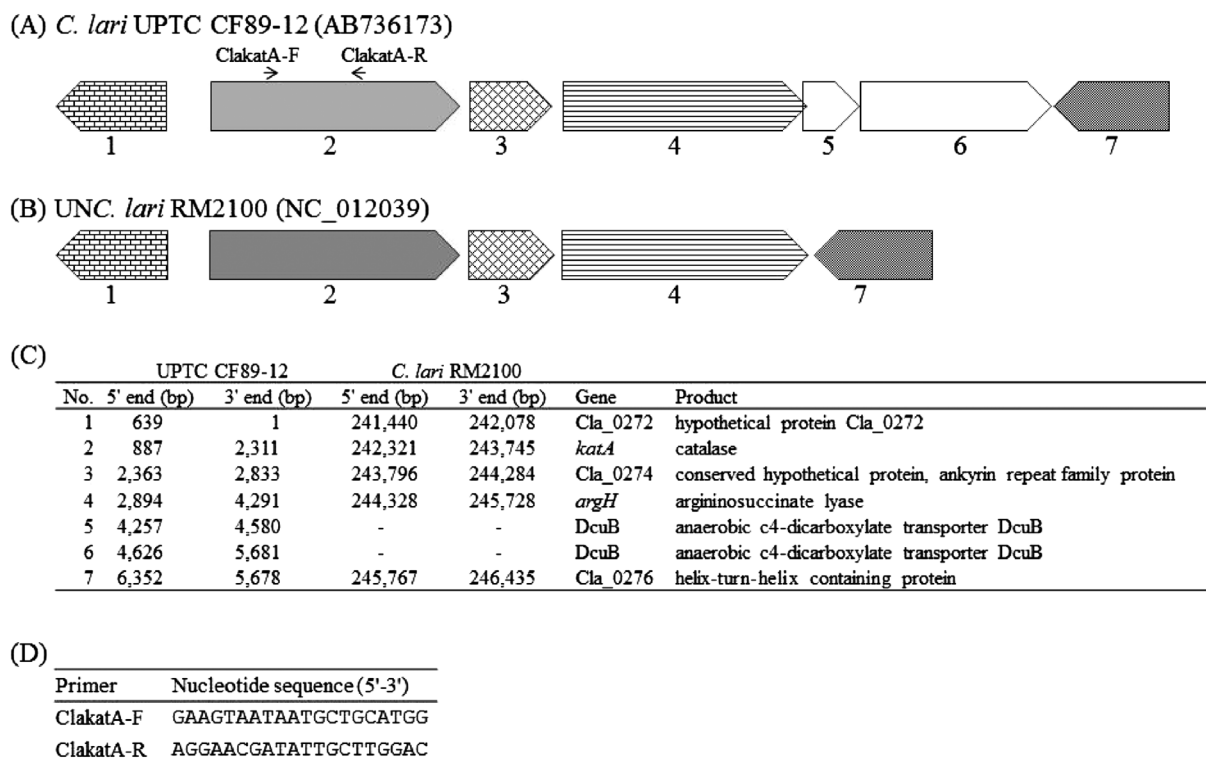 (A) C. lari UPTC CF89-12 (AB736173)
ClakatA-F ClakatA-R
1 2 3 4 5 6 7
(B) UNC. lari RM2100 (NC_012039)
1 2 3 4 7
(C)
UPTC CF89-12 C. lari RM2100
No. 5' end (bp) 3' end (bp) 5' end (bp) 3' end (bp) Gene Product
1 639 1 241,440 242,078 Cla_0272 hypothetical protein Cla_0272
2 887 2,311 242,321 243,745 katA catalase
3 2,363 2,833 243,796 244,284 Cla_0274 conserved hypothetical protein, ankyrin repeat family protein
4 2,894 4,291 244,328 245,728 argH argininosuccinate lyase
5 4,257 4,580 - - DcuB anaerobic c4-dicarboxylate transporter DcuB
6 4,626 5,681 - - DcuB anaerobic c4-dicarboxylate transporter DcuB
7 6,352 5,678 245,767 246,435 Cla_0276 helix-turn-helix containing protein
(D)
Primer Nucleotide sequence (5'-3')
ClakatA-F GAAGTAATAATGCTGCATGG
ClakatA-R AGGAACGATATTGCTTGGAC